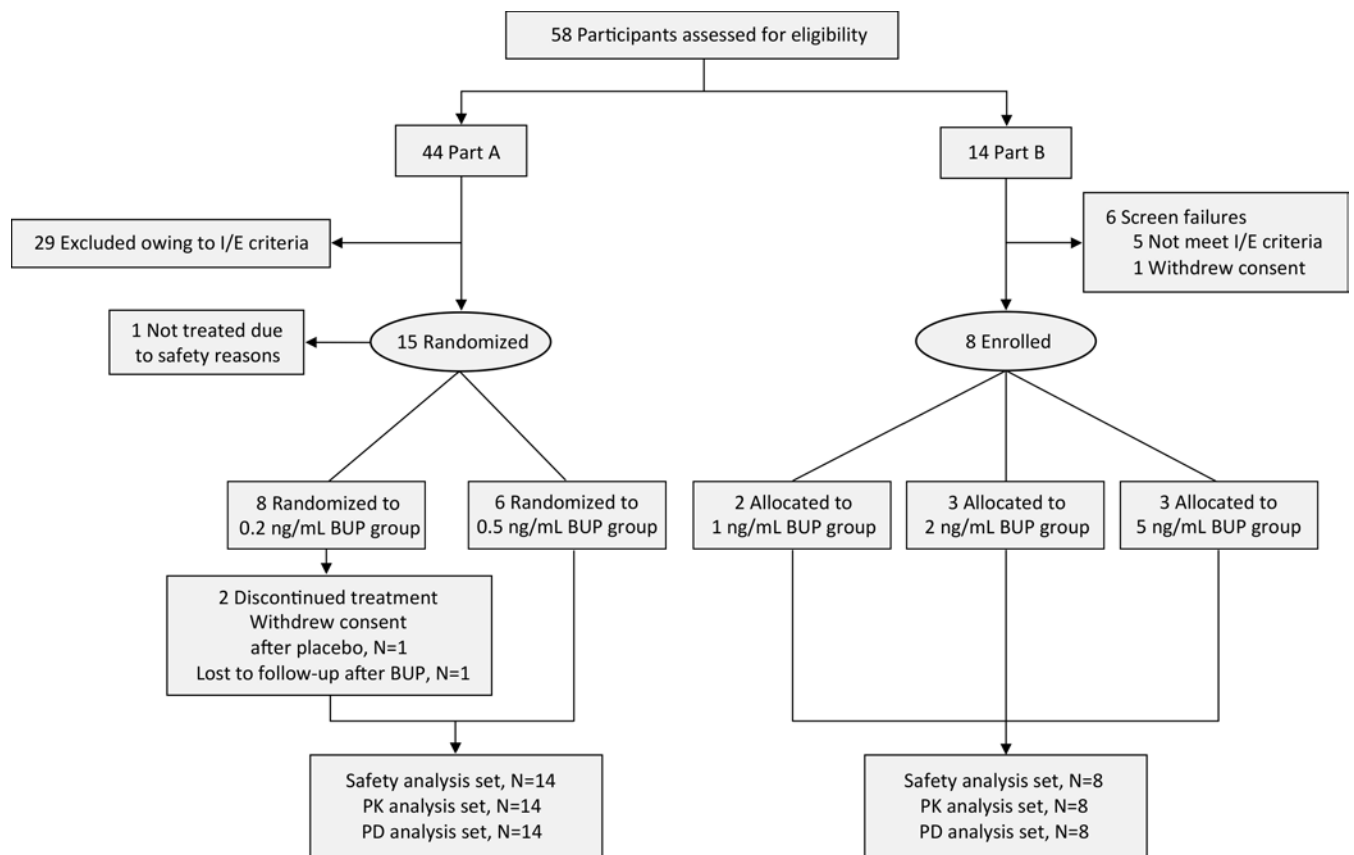 58 Participants assessed for eligibility
44 Part A
14 Part B
29 Excluded owing to I/E criteria
6 Screen failures
5 Not meet I/E criteria
1 Withdrew consent
1 Not treated due
to safety reasons
15 Randomized
8 Enrolled
8 Randomized to
0.2 ng/mL BUP group
6 Randomized to
0.5 ng/mL BUP group
2 Allocated to
1 ng/mL BUP group
3 Allocated to
2 ng/mL BUP group
3 Allocated to
5 ng/mL BUP group
2 Discontinued treatment
Withdrew consent
after placebo, N=1
Lost to follow-up after BUP, N=1
Safety analysis set, N=14
PK analysis set, N=14
PD analysis set, N=14
Safety analysis set, N=8
PK analysis set, N=8
PD analysis set, N=8